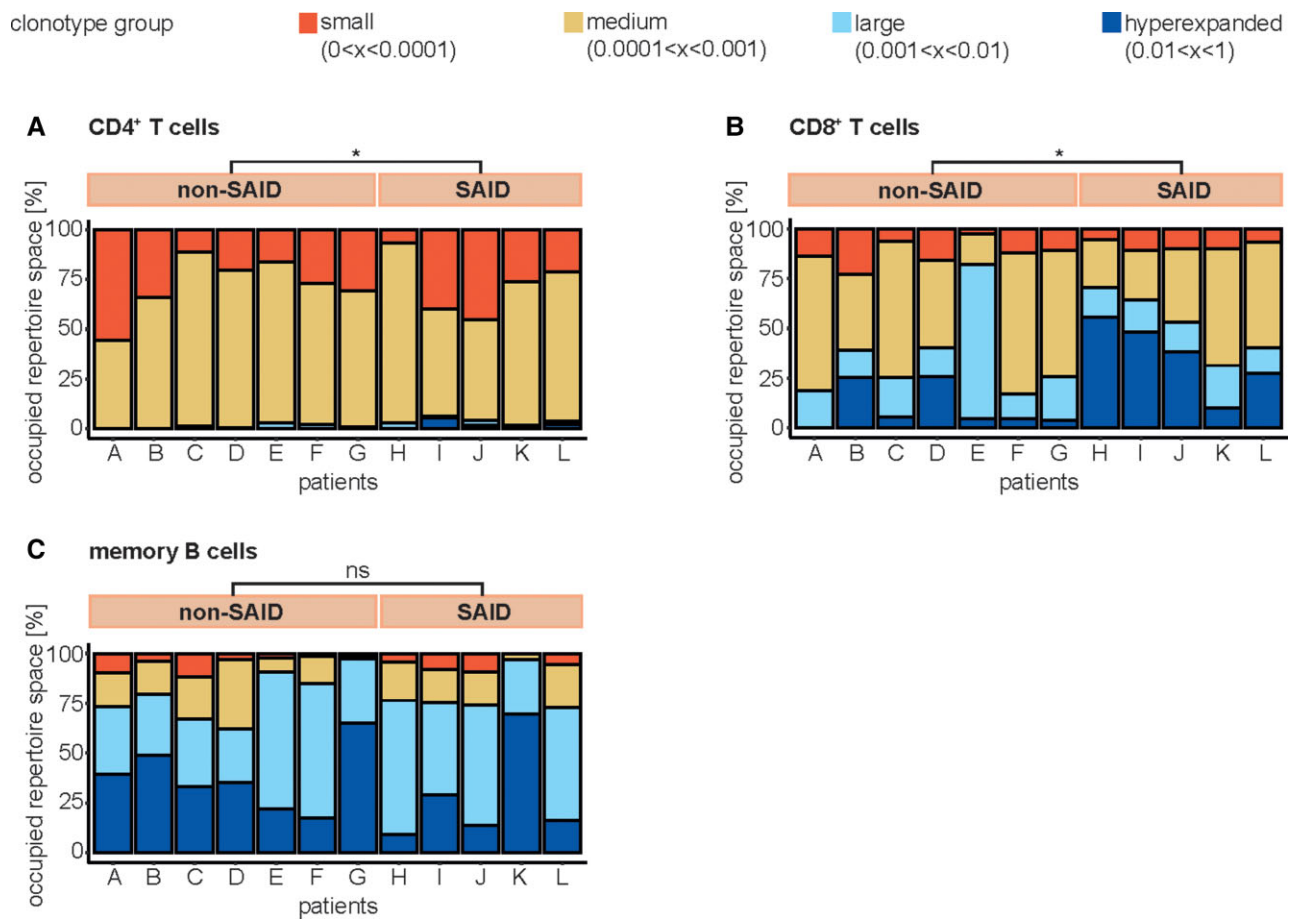 clonotype group
small
(0<x<0.0001)
medium
(0.0001<x<0.001)
large
(0.001<x<0.01)
hyperexpanded
(0.01<x<1)
A CD4⁺ T cells
*
non-SAID SAID
occupied repertoire space [%]
100
75
50
25
0
A B C D E F G H I J K L
patients
B CD8⁺ T cells
*
non-SAID SAID
occupied repertoire space [%]
100
75
50
25
0
A B C D E F G H I J K L
patients
C memory B cells
ns
non-SAID SAID
occupied repertoire space [%]
100
75
50
25
0
A B C D E F G H I J K L
patients